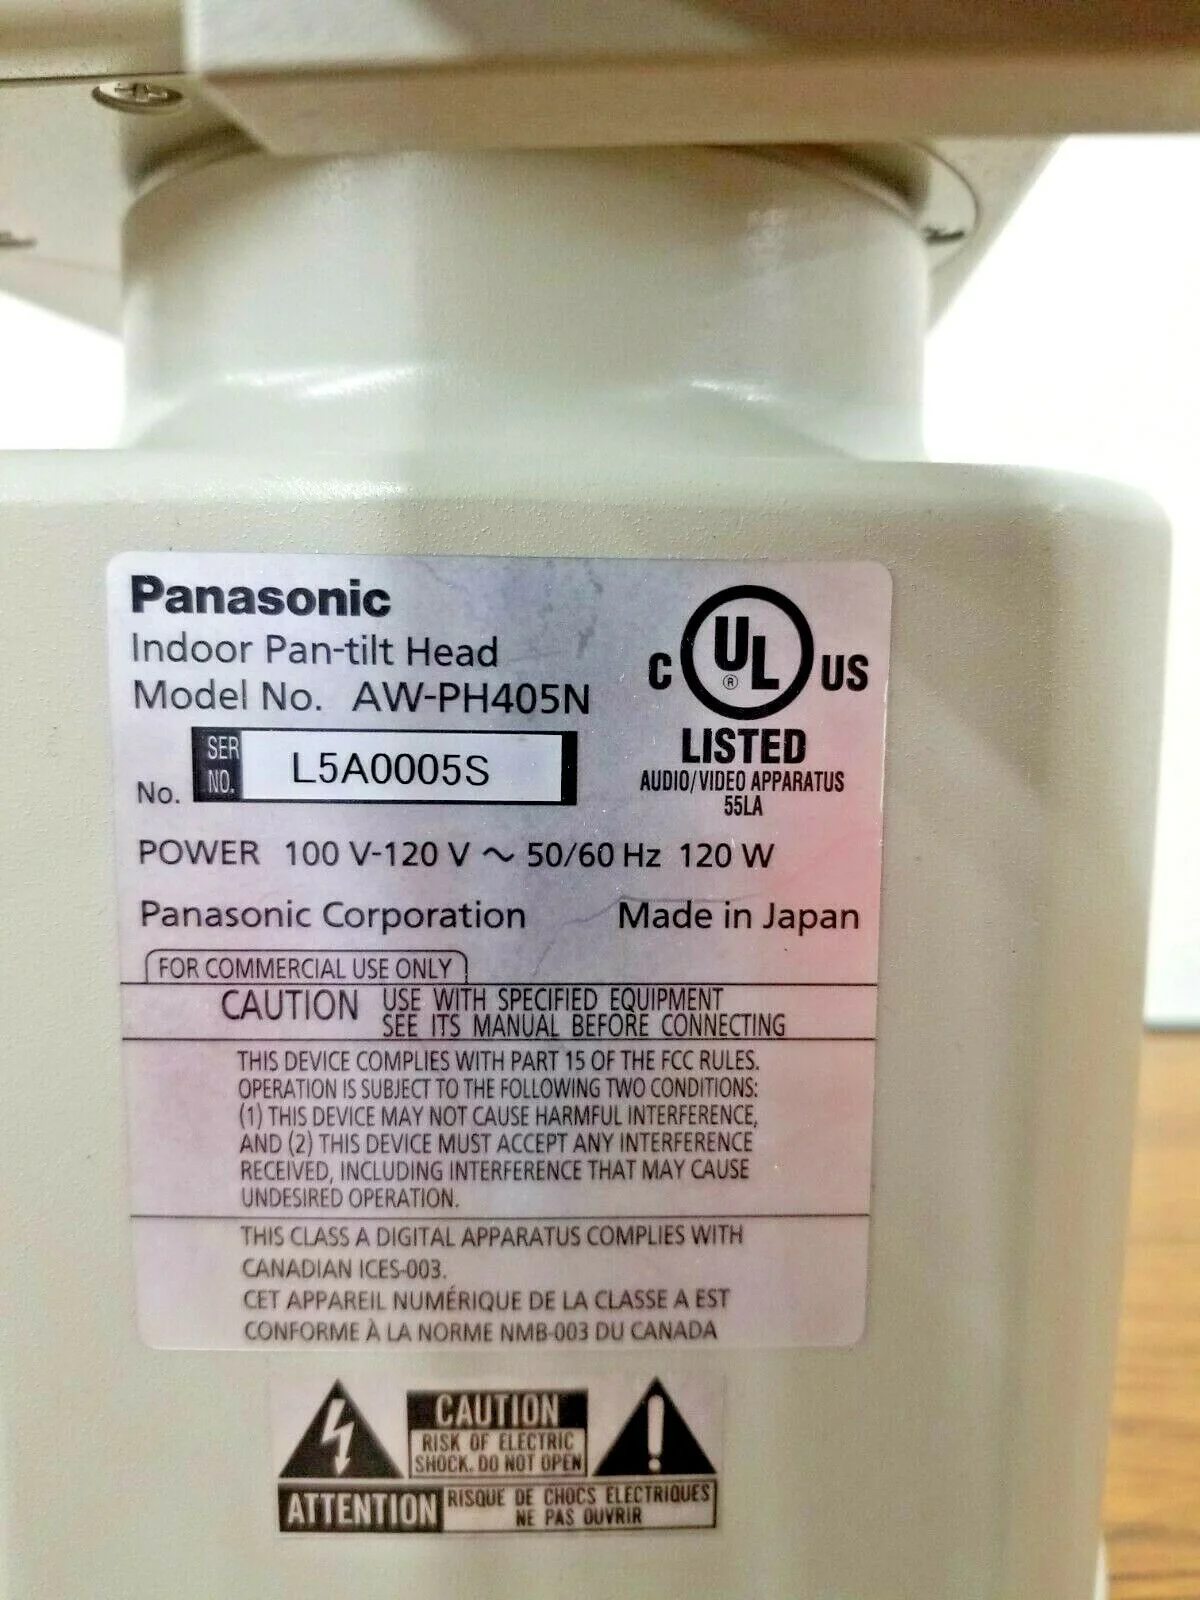 Panasonic
Indoor Pan-tilt Head
Model No. AW-PH405N
No. SER NO. L5A0005S
C UL ® US
LISTED
AUDIO/VIDEO APPARATUS
55LA
POWER 100 V-120 V ~ 50/60 Hz 120 W
Panasonic Corporation Made in Japan
FOR COMMERCIAL USE ONLY
CAUTION USE WITH SPECIFIED EQUIPMENT
SEE ITS MANUAL BEFORE CONNECTING
THIS DEVICE COMPLIES WITH PART 15 OF THE FCC RULES.
OPERATION IS SUBJECT TO THE FOLLOWING TWO CONDITIONS:
(1) THIS DEVICE MAY NOT CAUSE HARMFUL INTERFERENCE,
AND (2) THIS DEVICE MUST ACCEPT ANY INTERFERENCE
RECEIVED, INCLUDING INTERFERENCE THAT MAY CAUSE
UNDESIRED OPERATION.
THIS CLASS A DIGITAL APPARATUS COMPLIES WITH
CANADIAN ICES-003.
CET APPAREIL NUMÉRIQUE DE LA CLASSE A EST
CONFORME À LA NORME NMB-003 DU CANADA
CAUTION
RISK OF ELECTRIC
SHOCK. DO NOT OPEN
ATTENTION RISQUE DE CHOCS ELECTRIQUES
NE PAS OUVRIR